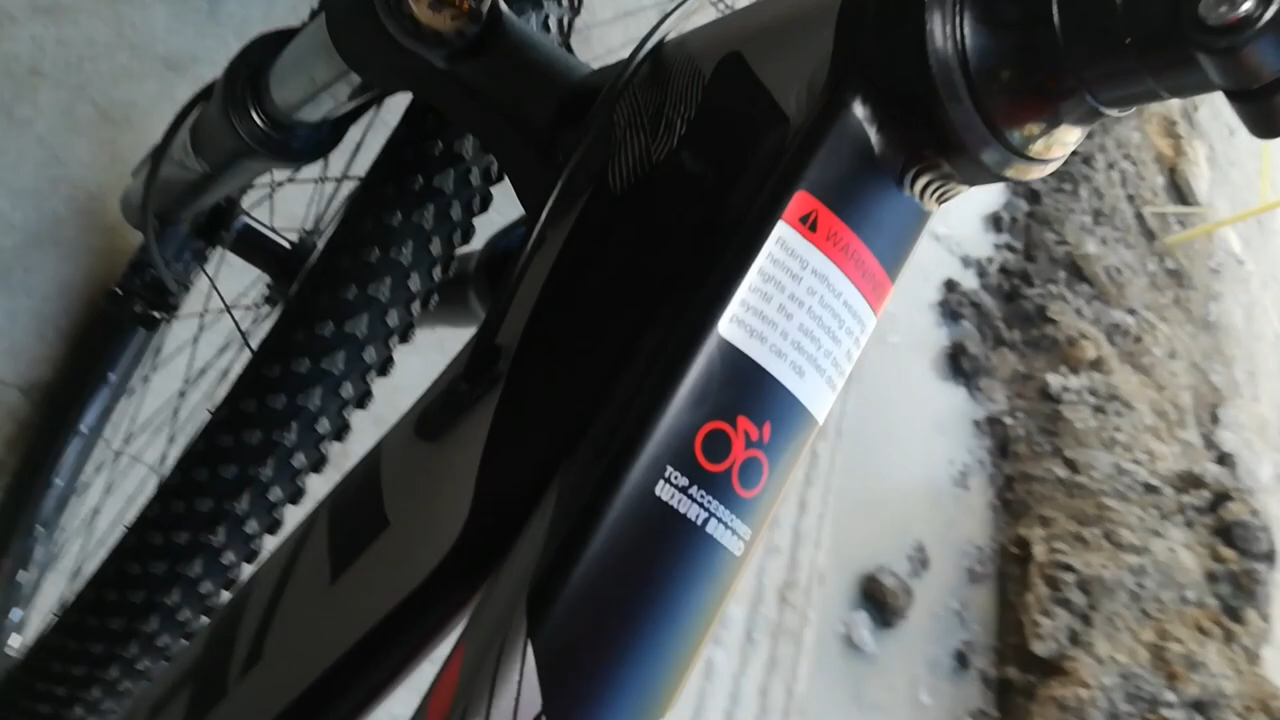 WARNING
Riding without wearing
helmet or turning on the
lights are forbidden.
until the safety of
system is identified
people can ride.
TOP ACCESSORIES
LUXURY BRAND